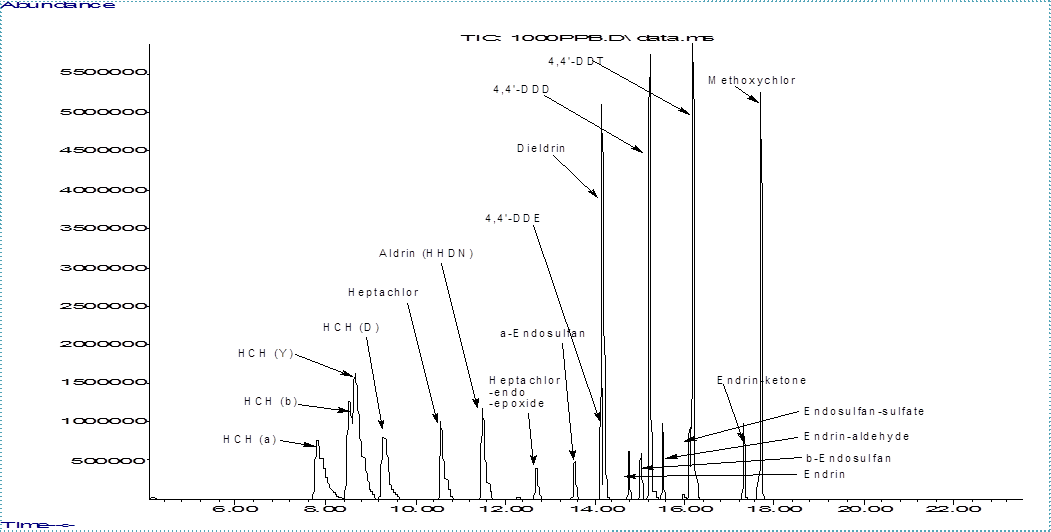 Abundance
TIC: 1000PPB.D\ data.ms
5500000
5000000
4500000
4000000
3500000
3000000
2500000
2000000
1500000
1000000
500000
4,4'-DDT
4,4'-DDD
Methoxychlor
Dieldrin
4,4'-DDE
Aldrin (HHDN)
Heptachlor
HCH (D)
a-Endosulfan
HCH (Y)
Heptachlor
-endo
-epoxide
Endrin-ketone
HCH (b)
Endosulfan-sulfate
HCH (a)
Endrin-aldehyde
b-Endosulfan
Endrin
6.00 8.00 10.00 12.00 14.00 16.00 18.00 20.00 22.00
Time-->